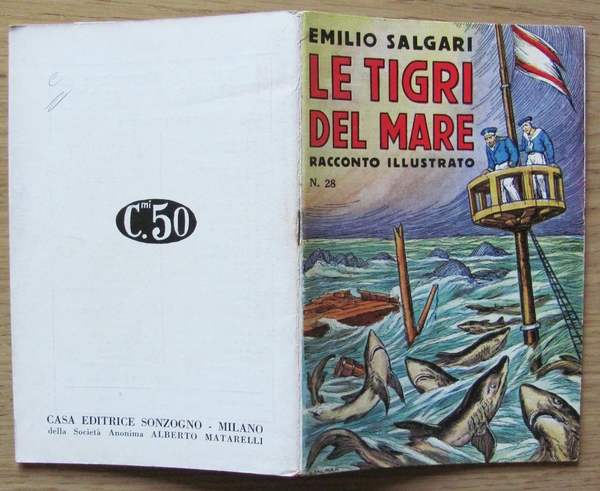 EMILIO SALGARI
LE TIGRI
DEL MARE
RACCONTO ILLUSTRATO
N. 28
C.mi 50
CASA EDITRICE SONZOGNO - MILANO
della Società Anonima ALBERTO MATARELLI